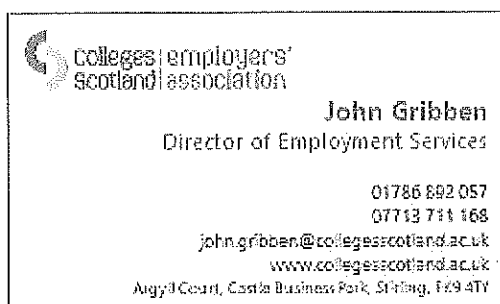 colleges employers'
scotland association
John Gribben
Director of Employment Services
01786 892 057
07713 711 168
john.gribben@collegesscotland.ac.uk
www.collegesscotland.ac.uk
Argyll Court, Castle Business Park, Stirling, FK9 4TY